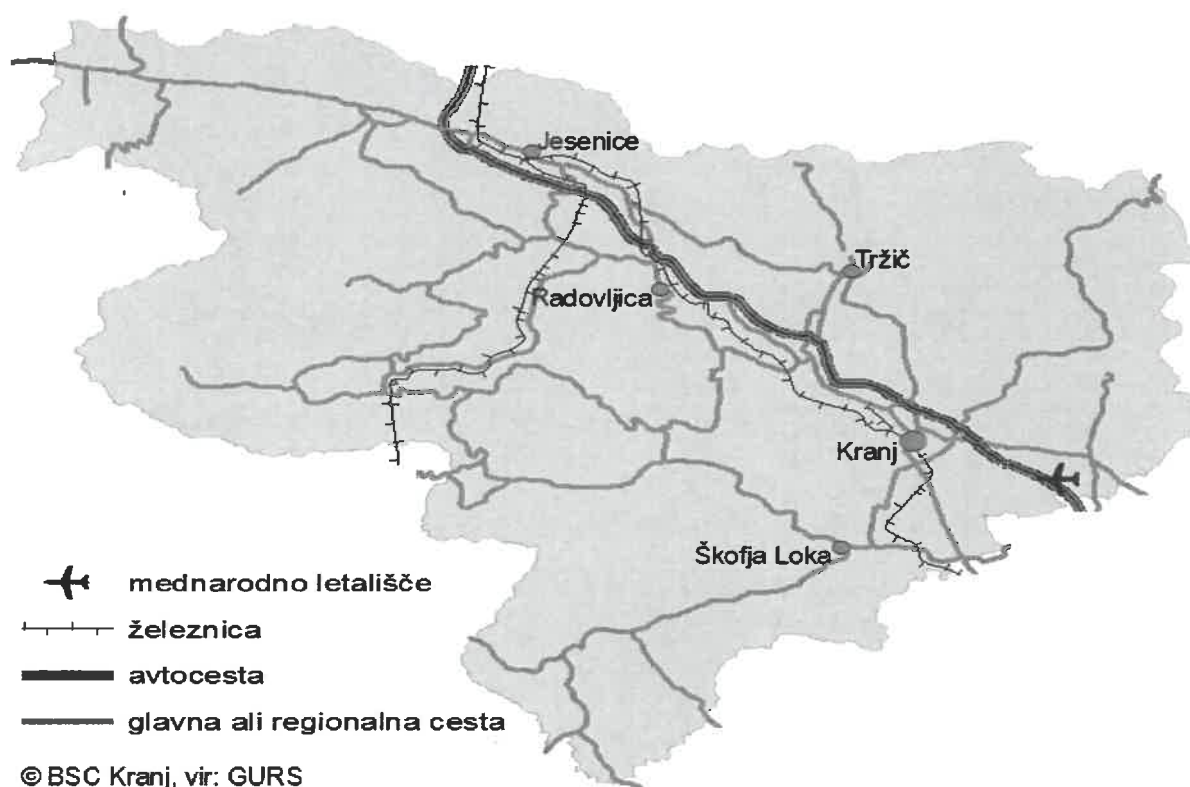 Jesenice
Tržič
Radovljica
Kranj
Škofja Loka
mednarodno letališče
železnica
avtocesta
glavna ali regionalna cesta
© BSC Kranj, vir: GURS